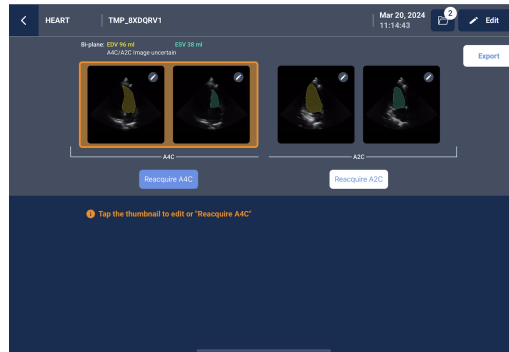 HEART
TMP_8XDQRV1
Mar 20, 2024
11:14:43
2
Edit
Bi-plane: EDV 96 ml ESV 38 ml
A4C/A2C Image uncertain
Export
A4C
A2C
Reacquire A4C
Reacquire A2C
Tap the thumbnail to edit or "Reacquire A4C"